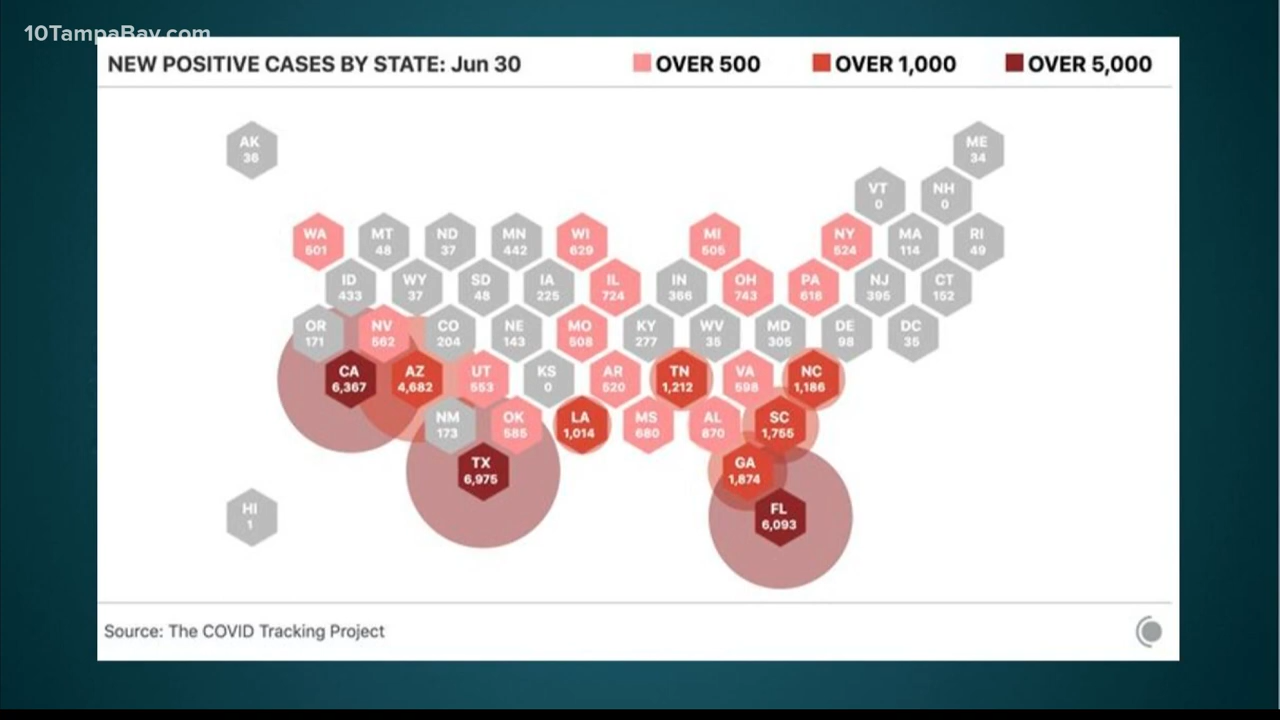 10TampaBay.com
NEW POSITIVE CASES BY STATE: Jun 30
OVER 500
OVER 1,000
OVER 5,000
AK
36
ME
34
VT
0
NH
0
WA
501
MT
48
ND
37
MN
442
WI
629
MI
505
NY
524
MA
114
RI
49
ID
433
WY
37
SD
48
IA
225
IL
724
IN
366
OH
743
PA
618
NJ
395
CT
152
OR
171
NV
562
CO
204
NE
143
MO
508
KY
277
WV
35
MD
305
DE
98
DC
35
CA
6,367
AZ
4,682
UT
553
KS
0
AR
520
TN
1,212
VA
598
NC
1,186
NM
173
OK
585
LA
1,014
MS
680
AL
870
SC
1,755
TX
6,975
GA
1,874
HI
1
FL
6,093
Source: The COVID Tracking Project